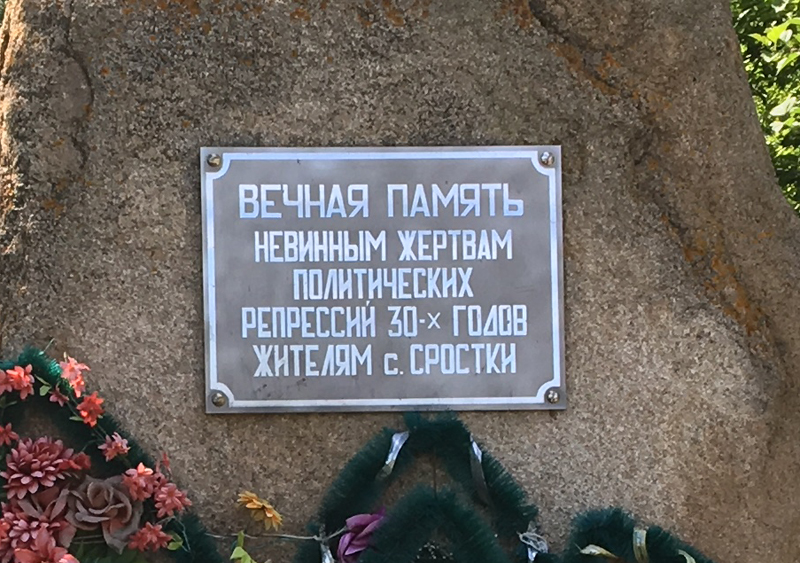 ВЕЧНАЯ ПАМЯТЬ
НЕВИННЫМ ЖЕРТВАМ
ПОЛИТИЧЕСКИХ
РЕПРЕССИЙ 30-х ГОДОВ
ЖИТЕЛЯМ с. СРОСТКИ